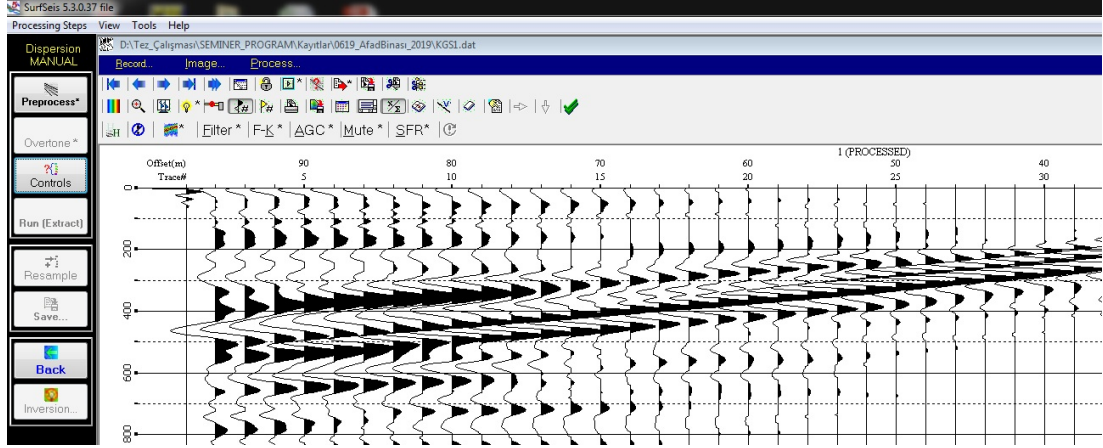 SurfSeis 5.3.0.37 file
Processing Steps View Tools Help
Dispersion
MANUAL
D:\Tez_Çalışması\SEMINER_PROGRAM\Kayıtlar\0619_AfadBinası_2019\KGS1.dat
Record... Image... Process...
Preprocess*
Overtone *
Controls
Run (Extract)
Resample
Save...
Back
Inversion...
Filter * F-K * AGC * Mute * SFR*
1 (PROCESSED)
Offset(m) 90 80 70 60 50 40
Trace# 5 10 15 20 25 30
0
200
400
600
800